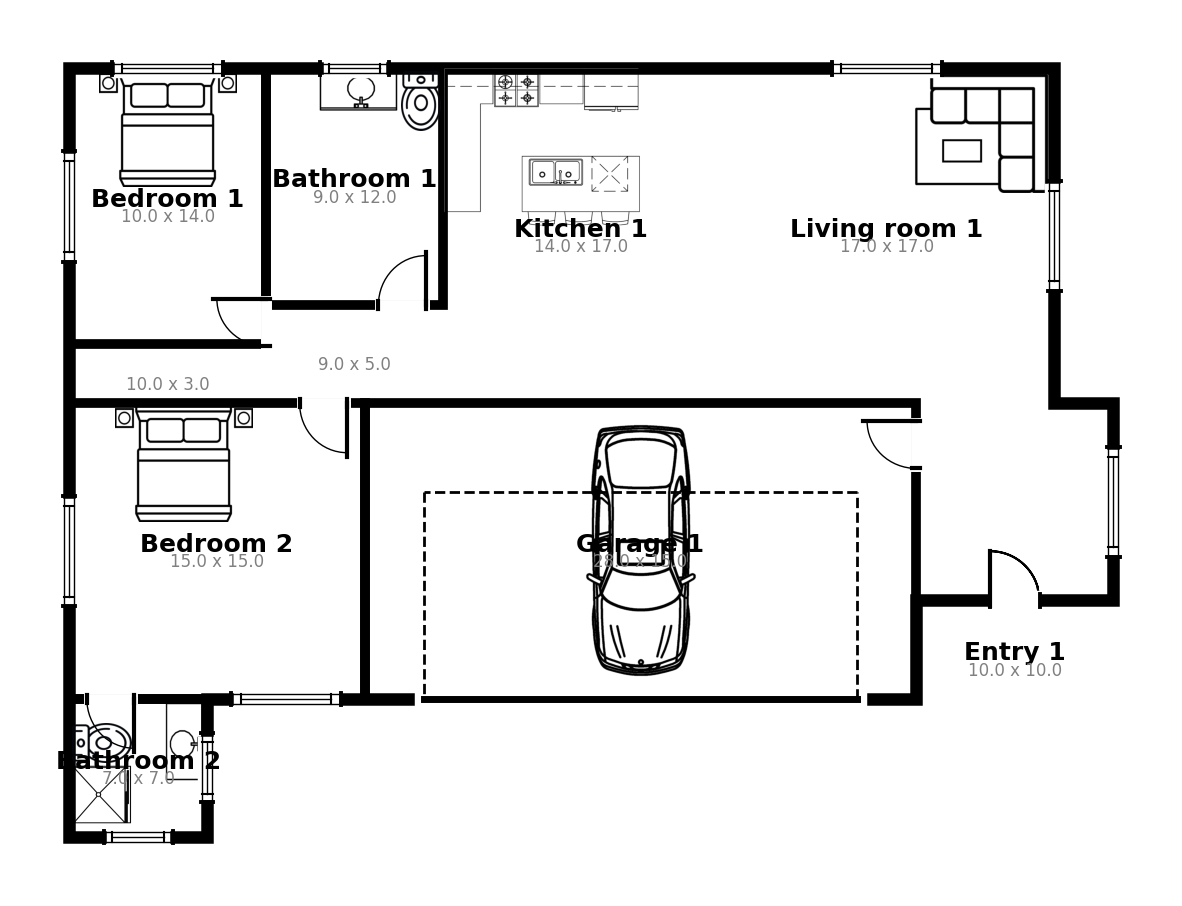 Bathroom 1
9.0 x 12.0
Bedroom 1
10.0 x 14.0
Kitchen 1
14.0 x 17.0
Living room 1
17.0 x 17.0
9.0 x 5.0
10.0 x 3.0
Bedroom 2
15.0 x 15.0
Garage 1
28.0 x 15.0
Entry 1
10.0 x 10.0
Bathroom 2
7.0 x 7.0